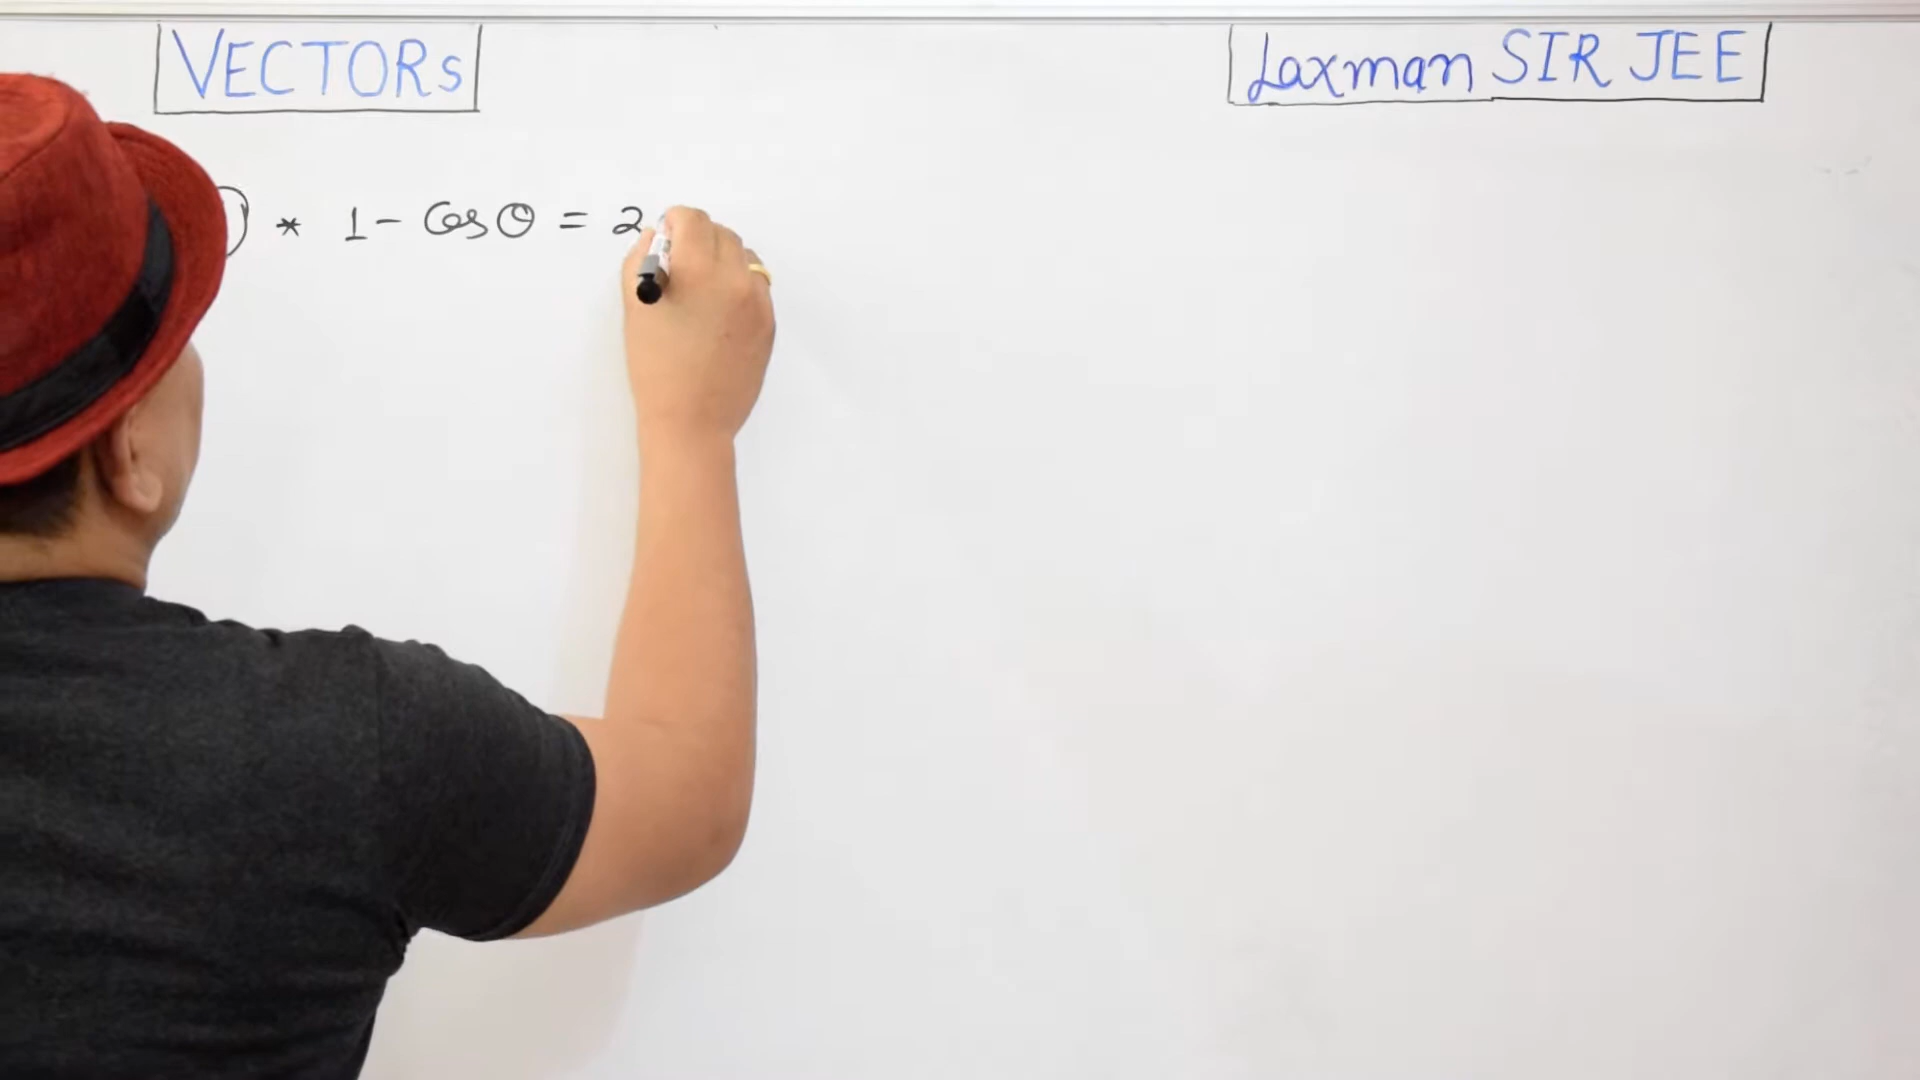 VECTORs
Laxman SIR JEE
) * 1 - Cos θ = 2